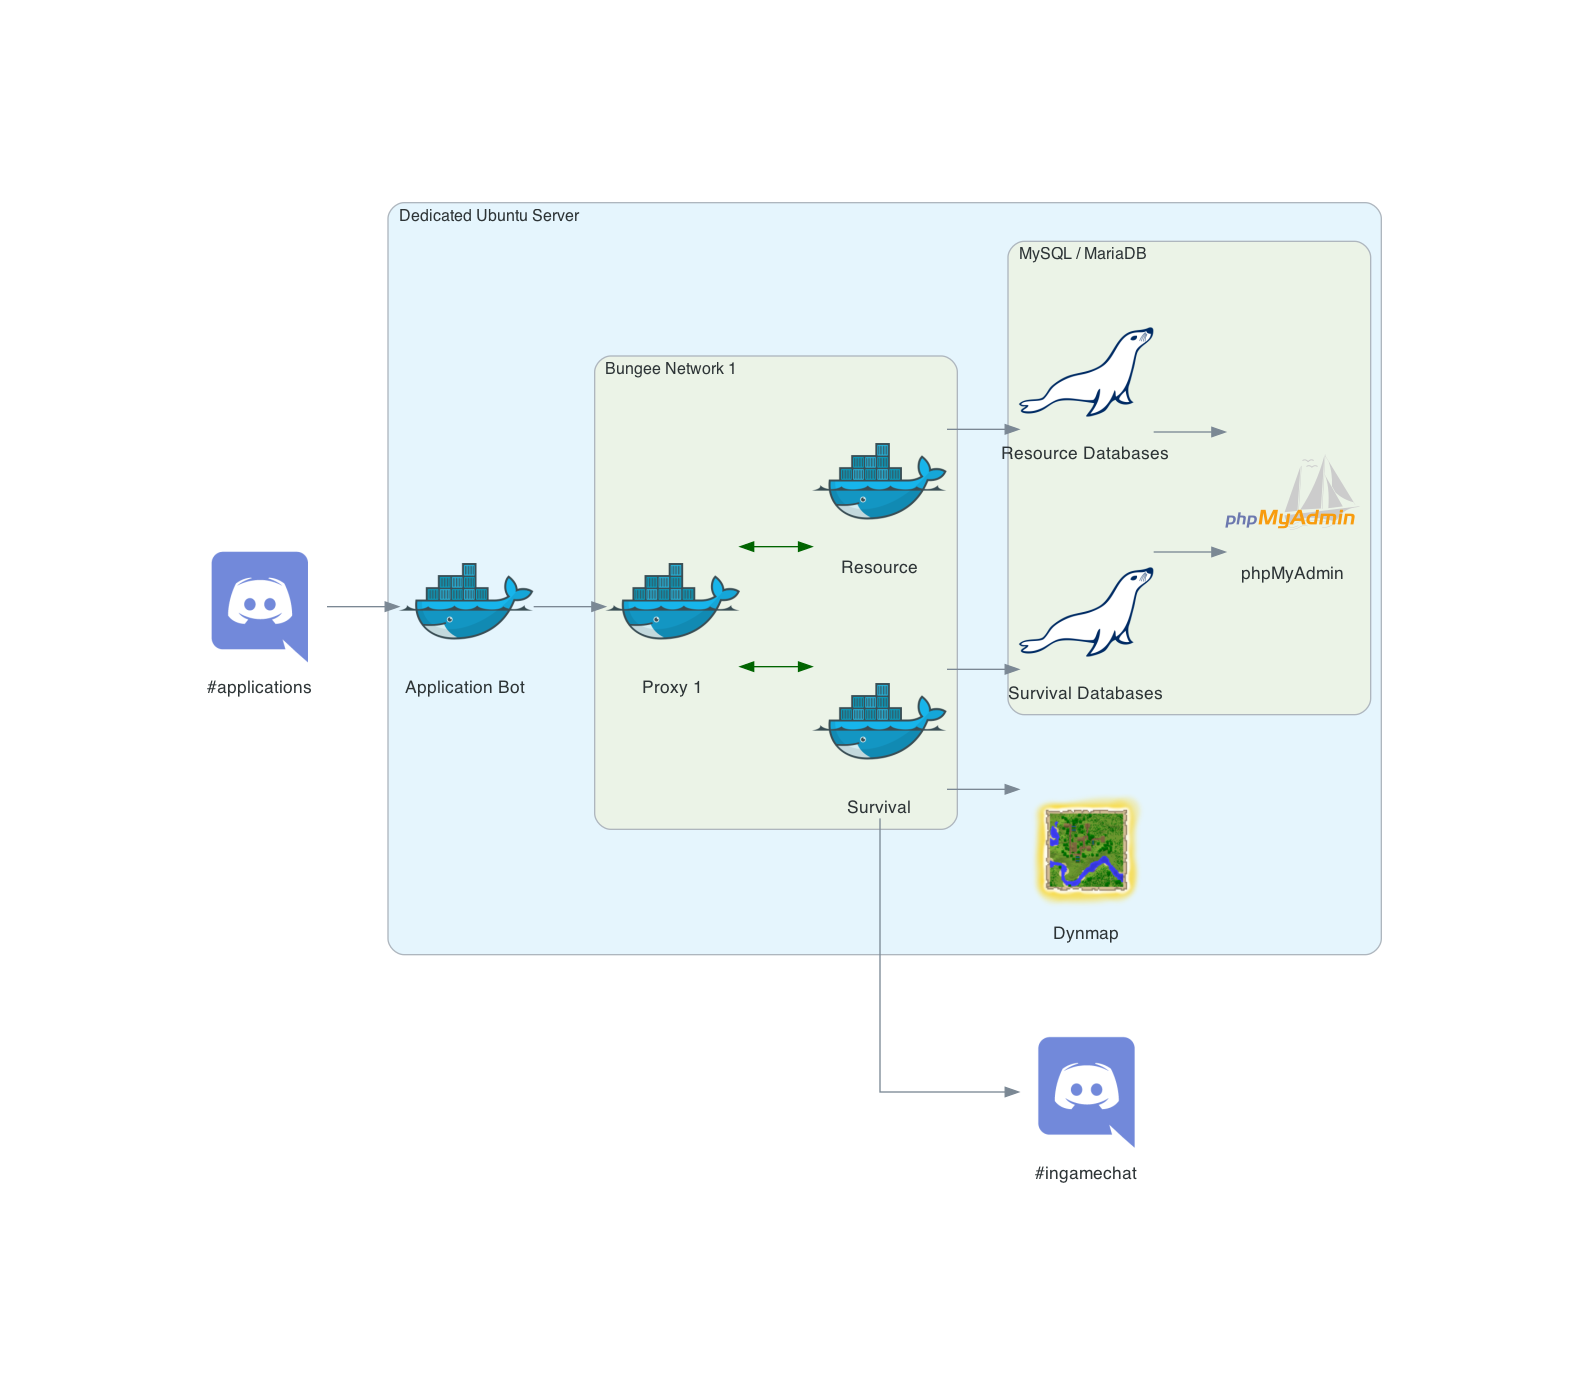 Dedicated Ubuntu Server
MySQL / MariaDB
Bungee Network 1
Resource Databases
phpMyAdmin
Resource
phpMyAdmin
#applications
Application Bot
Proxy 1
Survival Databases
Survival
Dynmap
#ingamechat